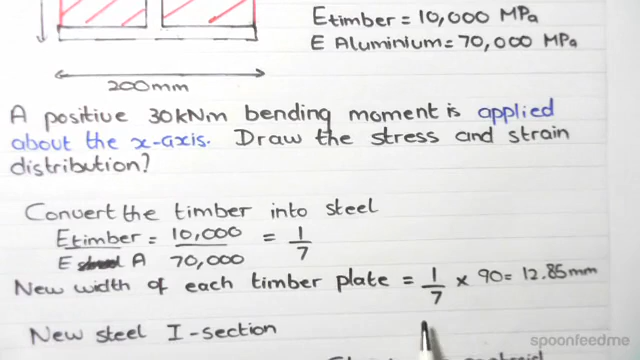 E timber = 10,000 MPa
E Aluminium = 70,000 MPa
200mm
A positive 30kNm bending moment is applied
about the x-axis. Draw the stress and strain
distribution?
Convert the timber into steel
Etimber = 10,000 = 1
E A 70,000 7
New width of each timber plate = 1/7 × 90 = 12.85mm
New steel I-section
spoonfeedme